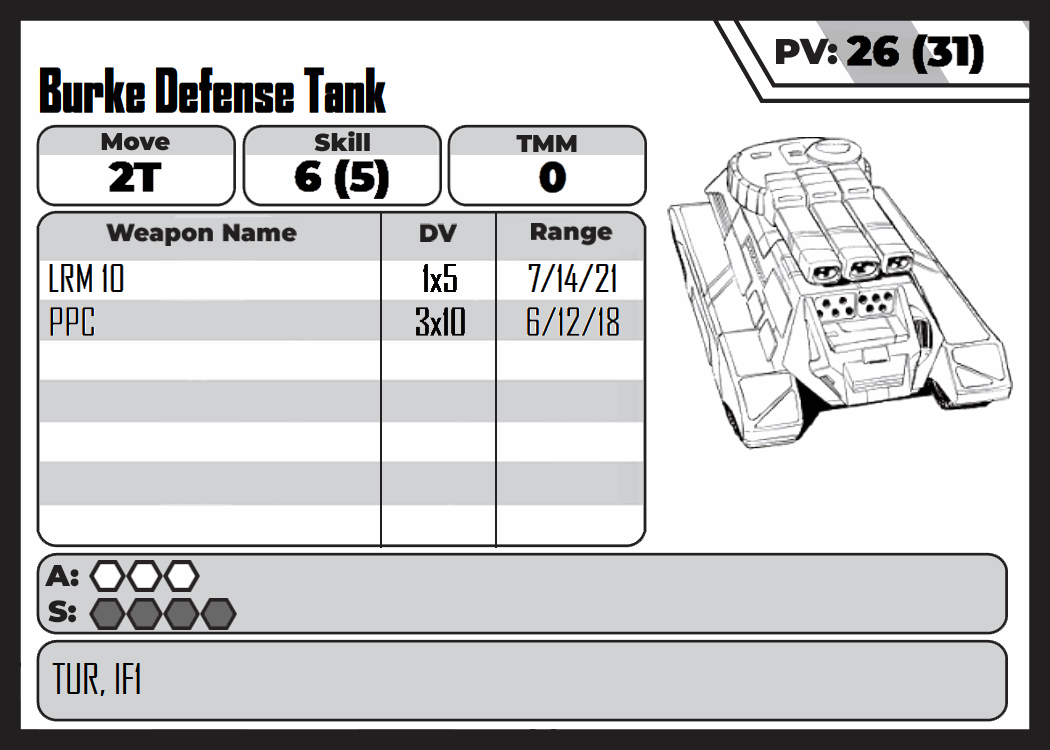 PV: 26 (31)
Burke Defense Tank
Move Skill TMM
2T 6 (5) 0
Weapon Name DV Range
LRM 10 1x5 7/14/21
PPC 3x10 6/12/18
A:
S:
TUR, IF1